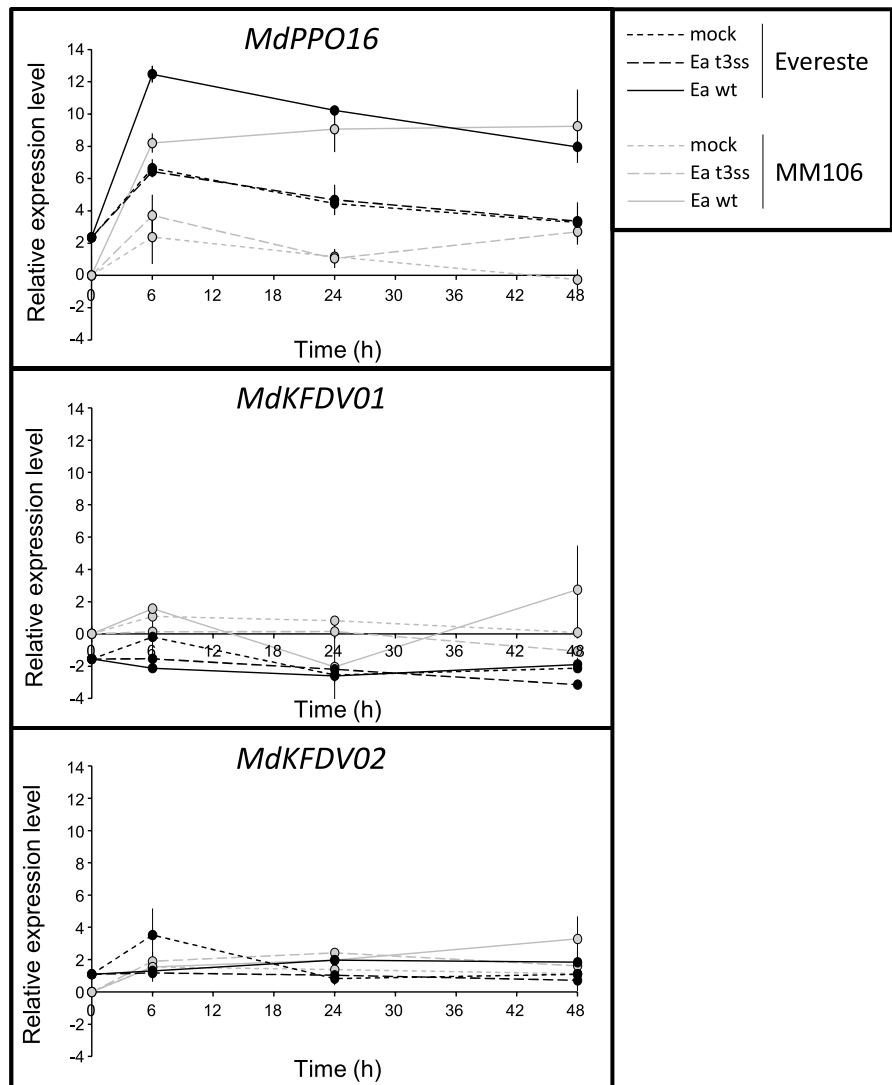 MdPPO16
Relative expression level
14
12
10
8
6
4
2
0
-2
-4
0 6 12 18 24 30 36 42 48
Time (h)
mock
Ea t3ss
Ea wt
Evereste
mock
Ea t3ss
Ea wt
MM106
MdKFDV01
Relative expression level
14
12
10
8
6
4
2
0
-2
-4
0 6 12 18 24 30 36 42 48
Time (h)
MdKFDV02
Relative expression level
14
12
10
8
6
4
2
0
-2
-4
0 6 12 18 24 30 36 42 48
Time (h)